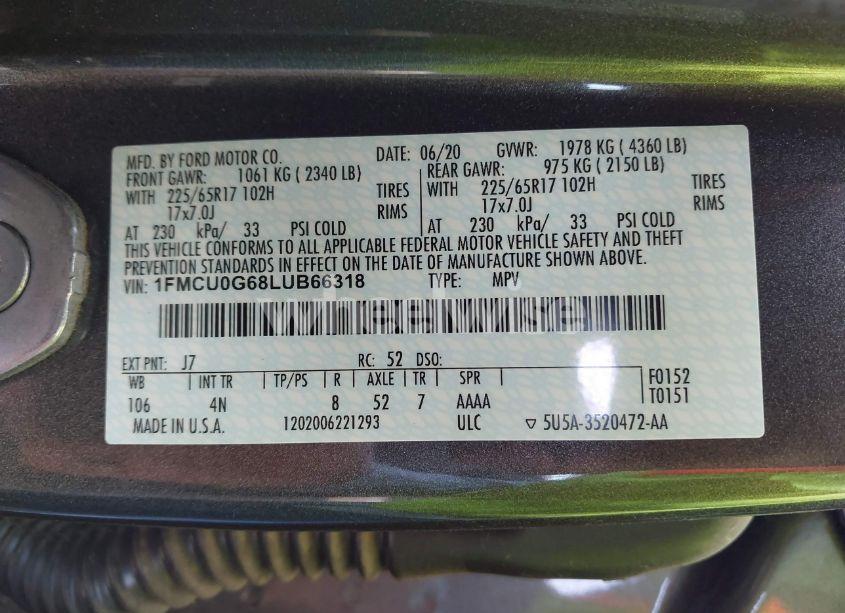 MFD. BY FORD MOTOR CO. DATE: 06/20 GVWR: 1978 KG ( 4360 LB)
FRONT GAWR: 1061 KG ( 2340 LB) REAR GAWR: 975 KG ( 2150 LB)
WITH 225/65R17 102H TIRES WITH 225/65R17 102H TIRES
17x7.0J RIMS 17x7.0J RIMS
AT 230 kPa/ 33 PSI COLD AT 230 kPa/ 33 PSI COLD
THIS VEHICLE CONFORMS TO ALL APPLICABLE FEDERAL MOTOR VEHICLE SAFETY AND THEFT
PREVENTION STANDARDS IN EFFECT ON THE DATE OF MANUFACTURE SHOWN ABOVE.
VIN: 1FMCU0G68LUB66318 TYPE: MPV
wheelwise
EXT PNT: J7 RC: 52 DSO:
WB INT TR TP/PS R AXLE TR SPR F0152
106 4N 8 52 7 AAAA T0151
MADE IN U.S.A. 1202006221293 ULC ▽ 5U5A-3520472-AA